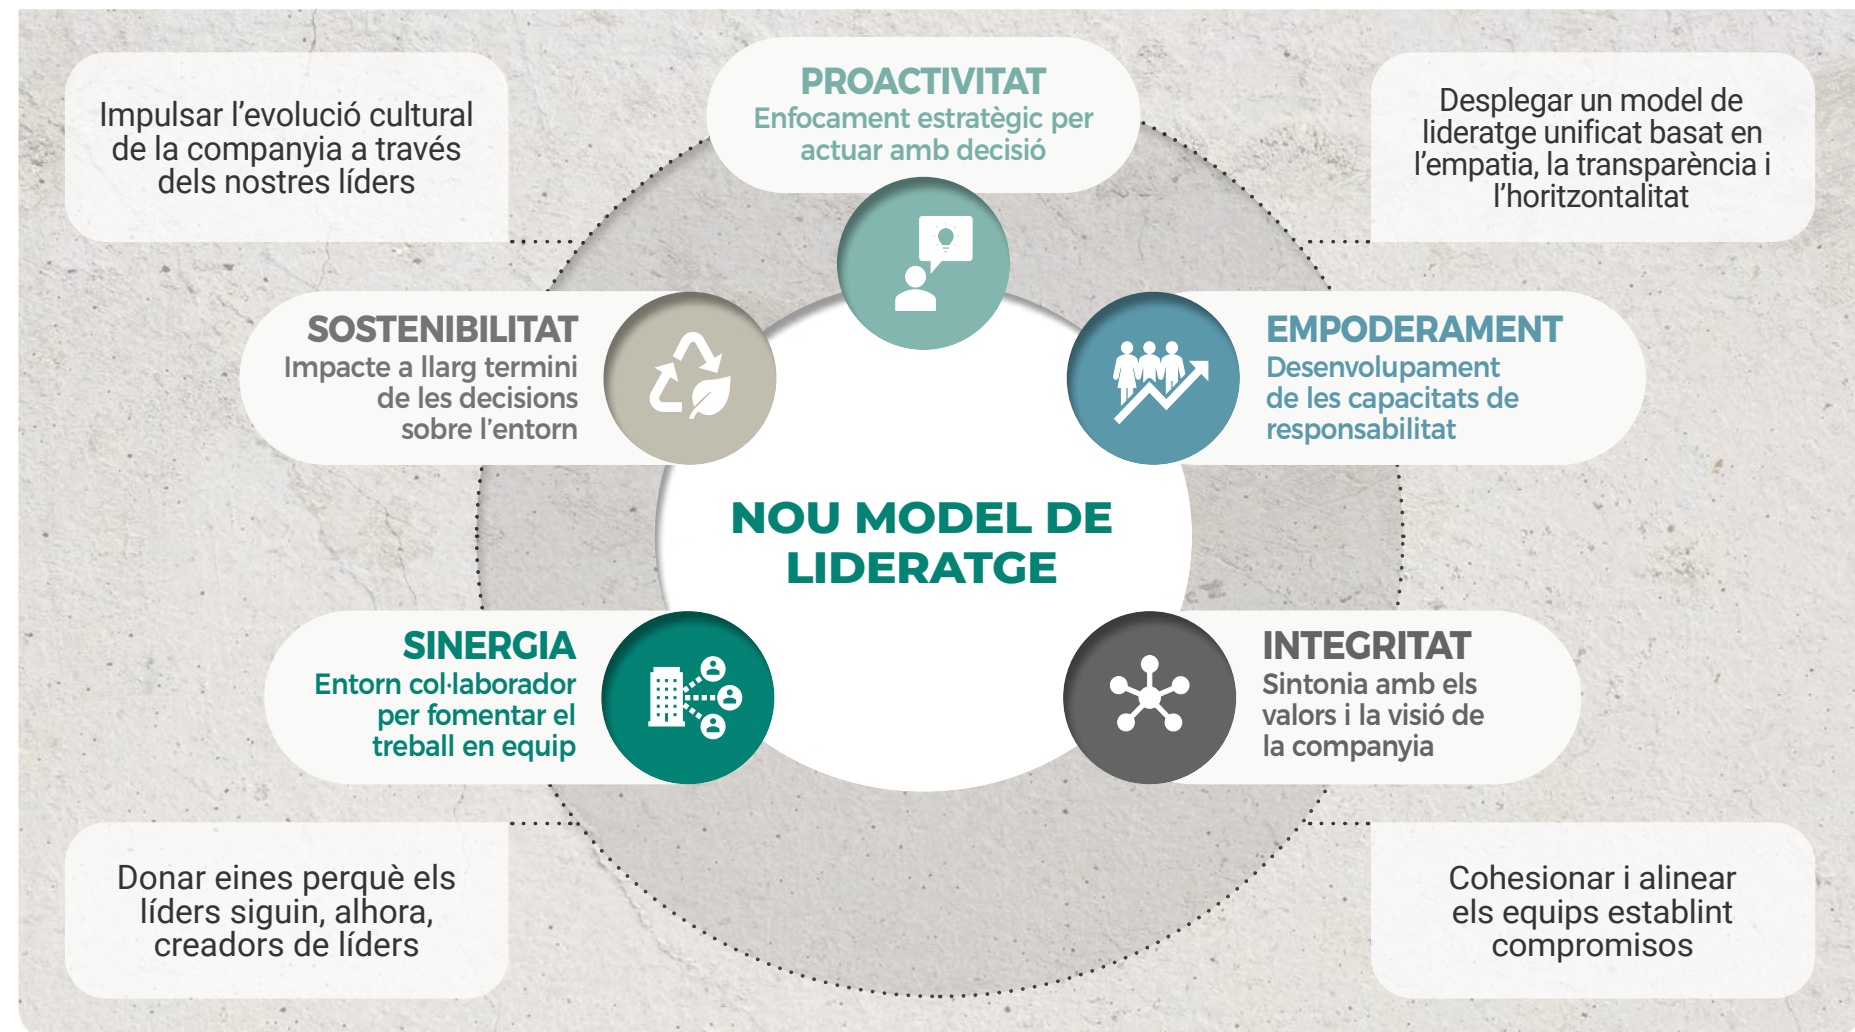 Impulsar l’evolució cultural
de la companyia a través
dels nostres líders
PROACTIVITAT
Enfocament estratègic per
actuar amb decisió
Desplegar un model de
lideratge unificat basat en
l’empatia, la transparència i
l’horitzontalitat
SOSTENIBILITAT
Impacte a llarg termini
de les decisions
sobre l’entorn
EMPODERAMENT
Desenvolupament
de les capacitats de
responsabilitat
NOU MODEL DE
LIDERATGE
SINERGIA
Entorn col·laborador
per fomentar el
treball en equip
INTEGRITAT
Sintonia amb els
valors i la visió de
la companyia
Donar eines perquè els
líders siguin, alhora,
creadors de líders
Cohesionar i alinear
els equips establint
compromisos